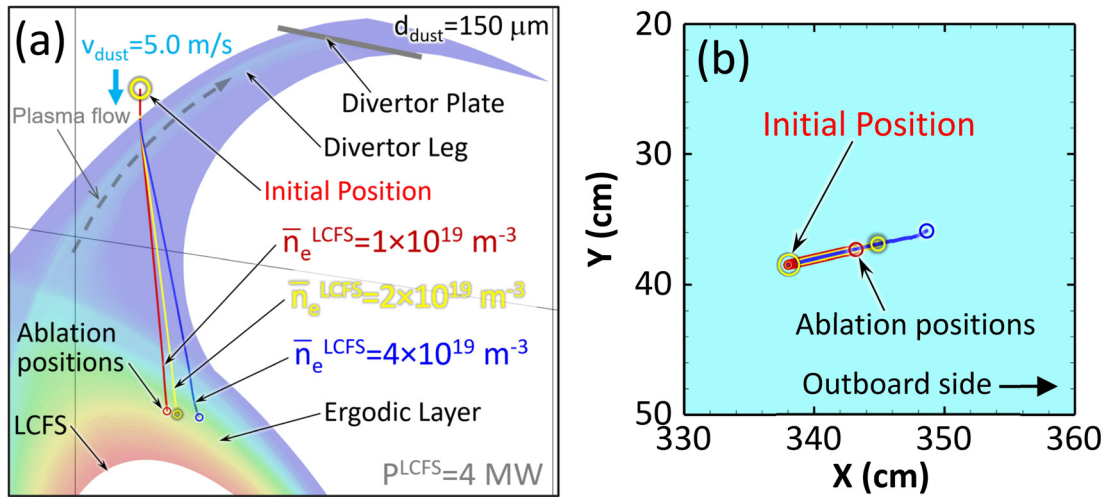 (a)
d_dust=150 μm
v_dust=5.0 m/s
Plasma flow
Divertor Plate
Divertor Leg
Initial Position
n̅_e^LCFS=1×10^19 m^-3
n̅_e^LCFS=2×10^19 m^-3
Ablation
positions
n̅_e^LCFS=4×10^19 m^-3
LCFS
Ergodic Layer
P^LCFS=4 MW
(b)
Initial Position
Ablation positions
Outboard side
20
30
40
50
Y (cm)
330
340
350
360
X (cm)